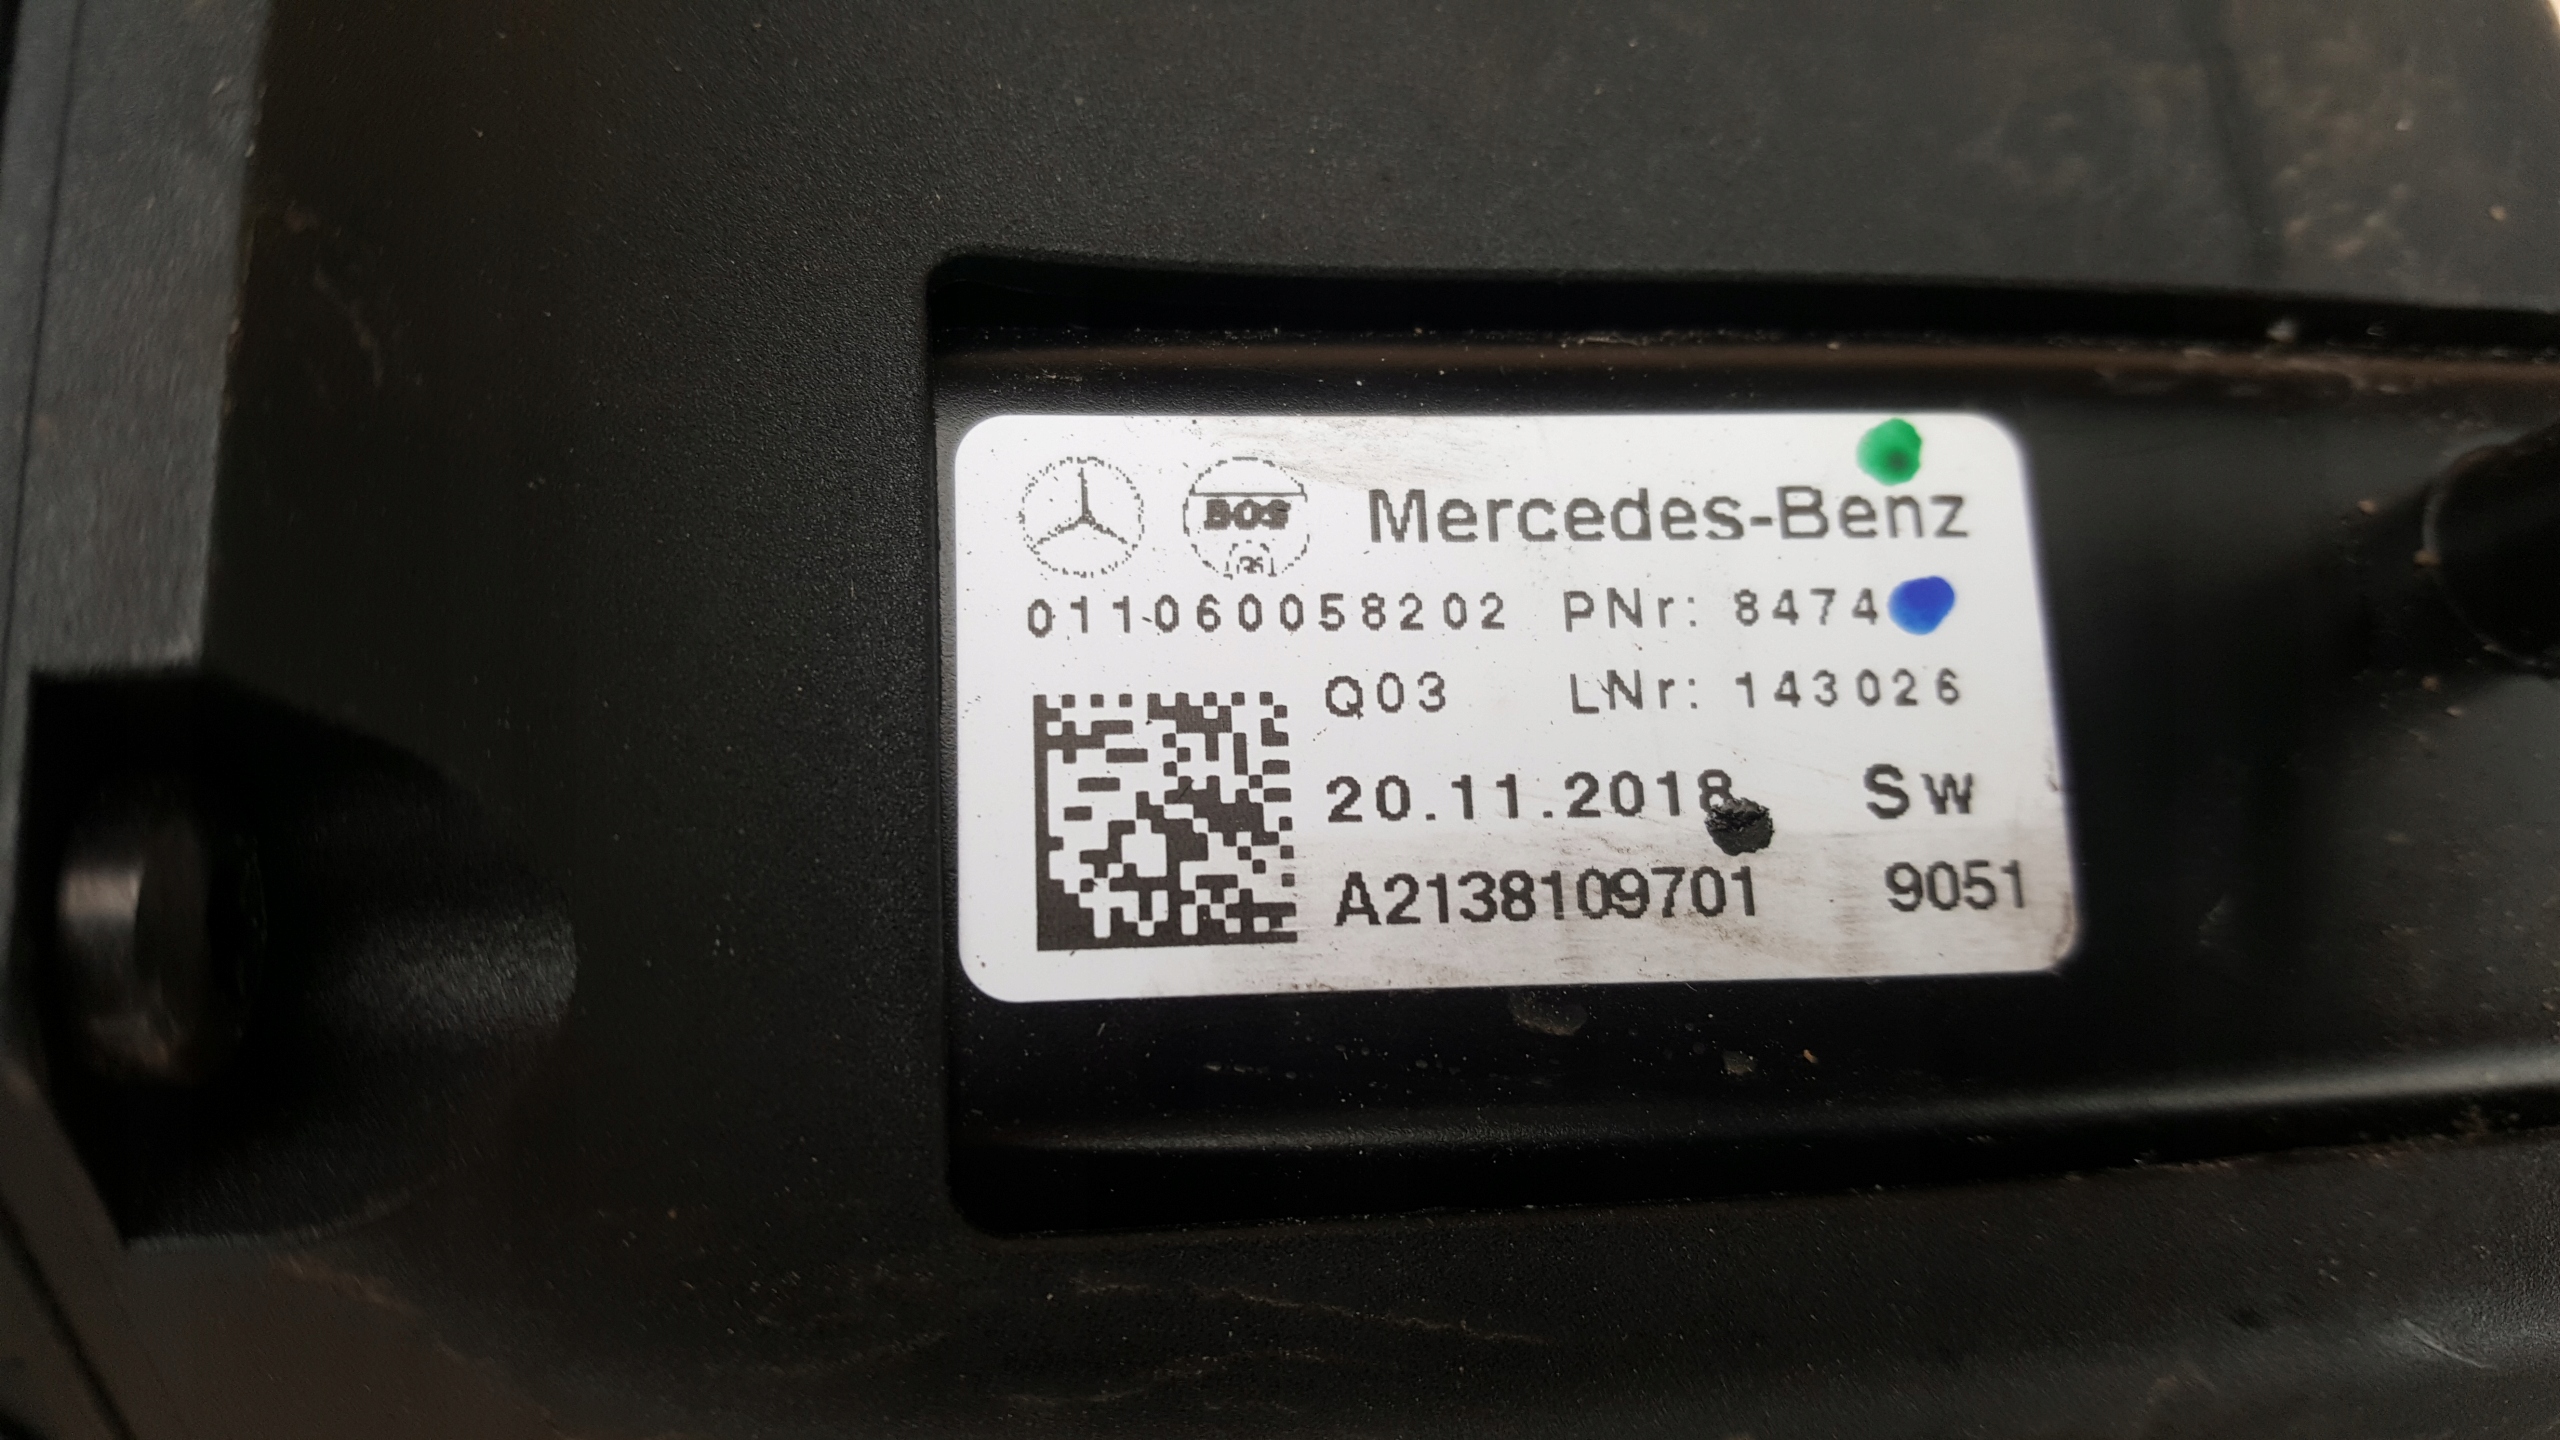 BOS Mercedes-Benz
011060058202 PNr: 8474
Q03 LNr: 143026
20.11.2018 Sw
A2138109701 9051